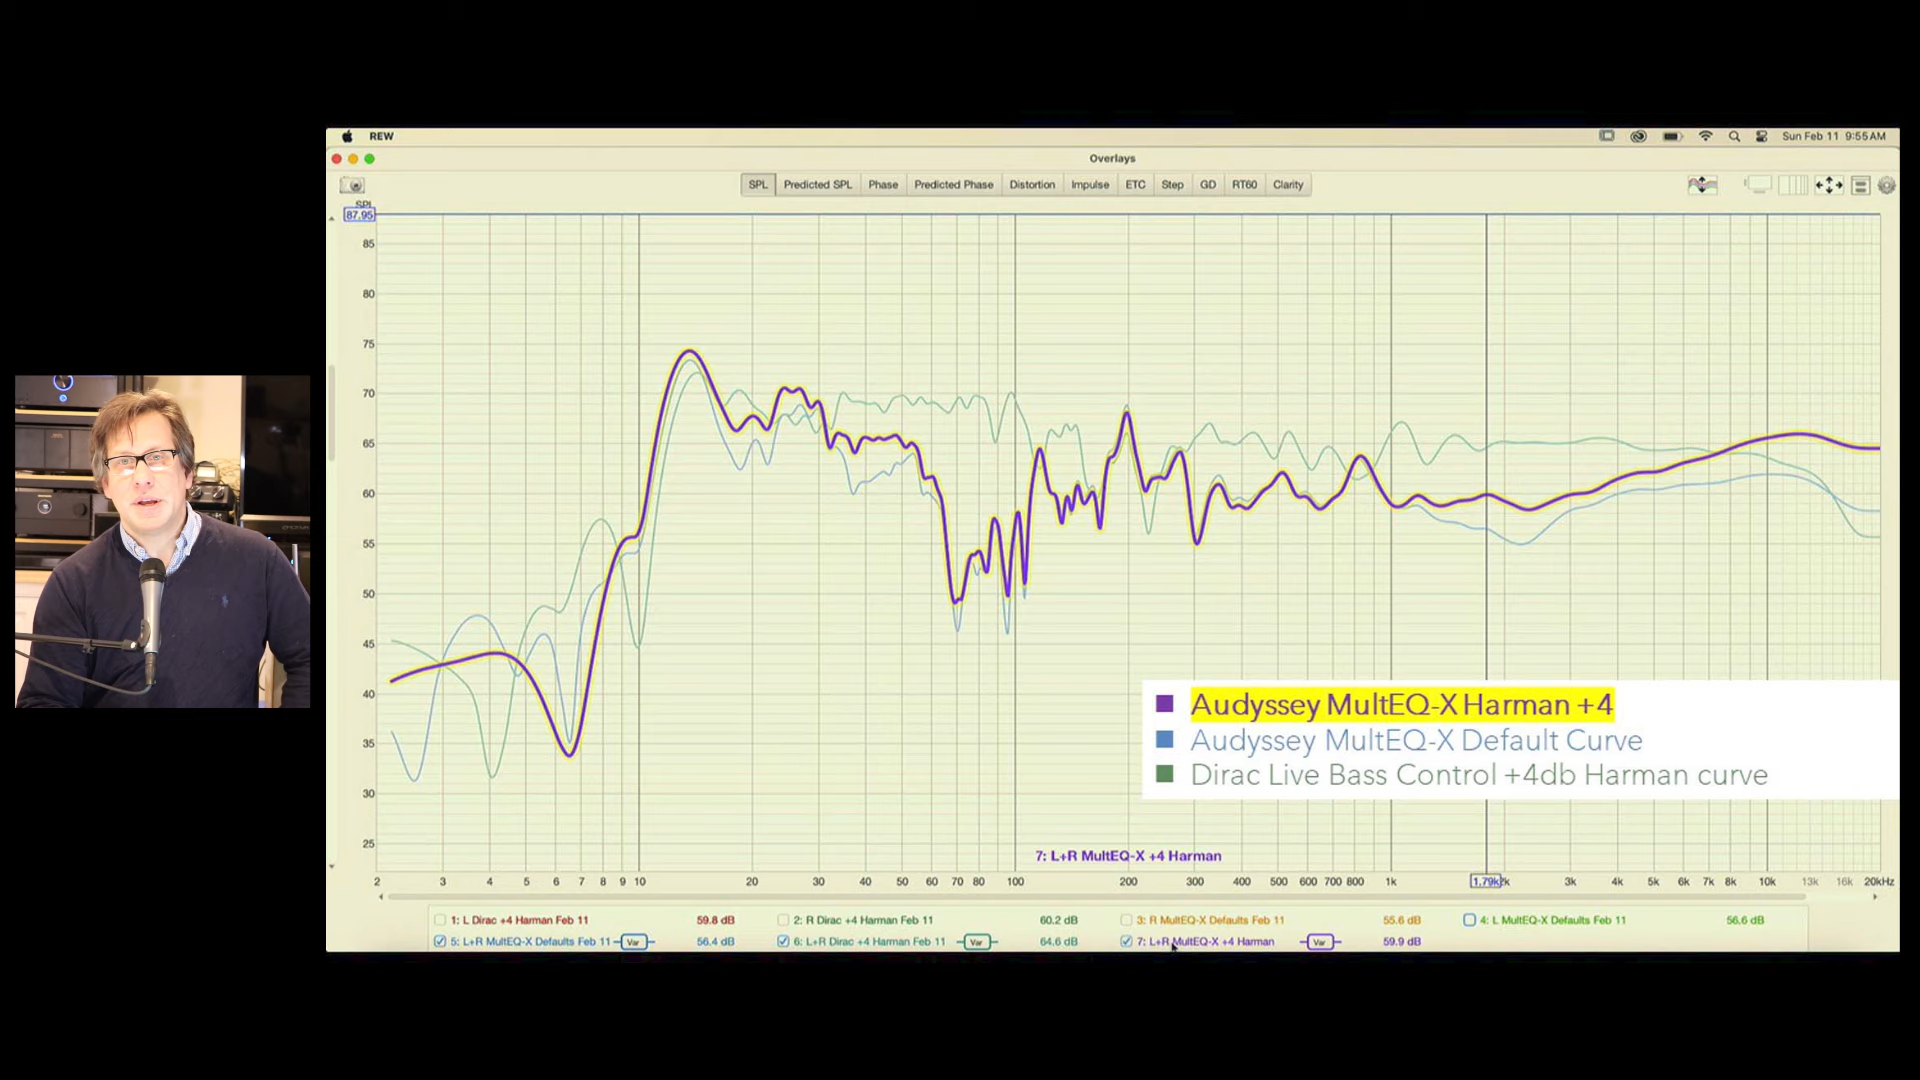 REW
Sun Feb 11 9:55 AM
Overlays
SPL Predicted SPL Phase Predicted Phase Distortion Impulse ETC Step GD RT60 Clarity
SPL
87.95
85
80
75
70
65
60
55
50
45
40
35
30
25
Audyssey MultEQ-X Harman +4
Audyssey MultEQ-X Default Curve
Dirac Live Bass Control +4db Harman curve
7: L+R MultEQ-X +4 Harman
2 3 4 5 6 7 8 9 10 20 30 40 50 60 70 80 100 200 300 400 500 600 700 800 1k 1.79k 2k 3k 4k 5k 6k 7k 8k 10k 13k 16k 20kHz
1: L Dirac +4 Harman Feb 11 59.8 dB 2: R Dirac +4 Harman Feb 11 60.2 dB 3: R MultEQ-X Defaults Feb 11 55.6 dB 4: L MultEQ-X Defaults Feb 11 56.6 dB
5: L+R MultEQ-X Defaults Feb 11 Var 56.4 dB 6: L+R Dirac +4 Harman Feb 11 Var 64.6 dB 7: L+R MultEQ-X +4 Harman Var 59.9 dB